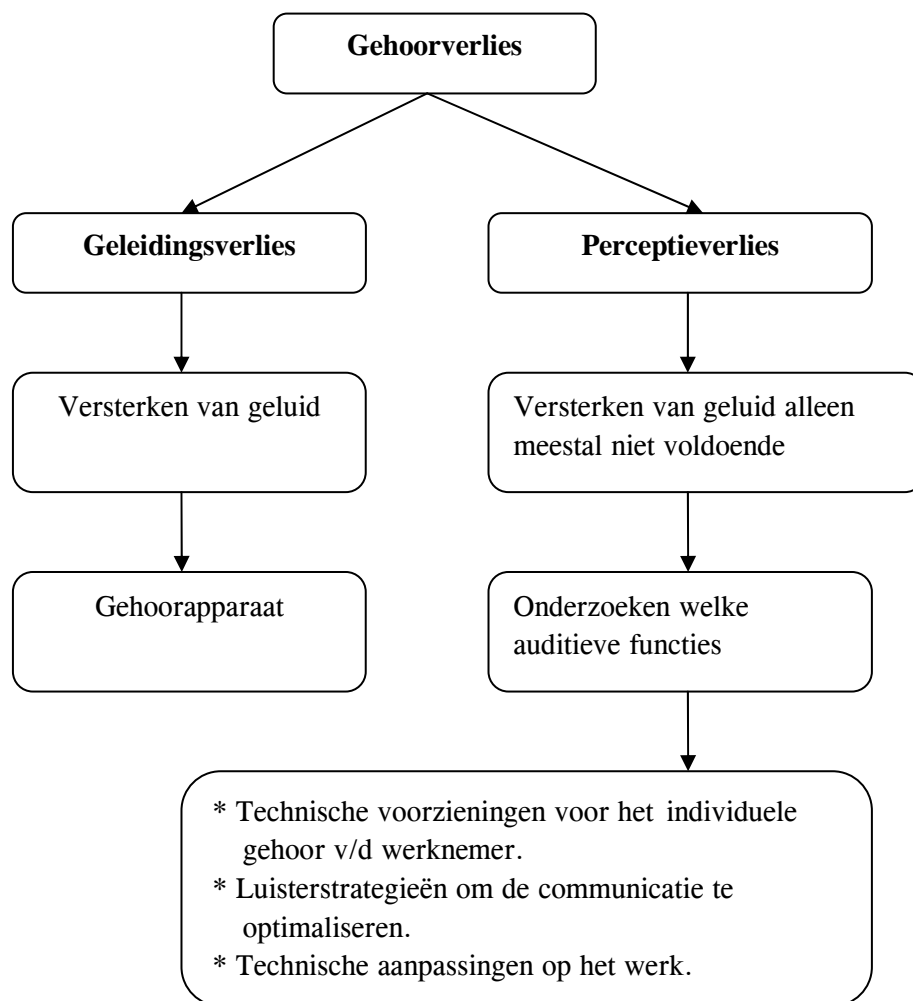 Gehoorverlies
Geleidingsverlies
Perceptieverlies
Versterken van geluid
Versterken van geluid alleen
meestal niet voldoende
Gehoorapparaat
Onderzoeken welke
auditieve functies
* Technische voorzieningen voor het individuele
gehoor v/d werknemer.
* Luisterstrategieën om de communicatie te
optimaliseren.
* Technische aanpassingen op het werk.